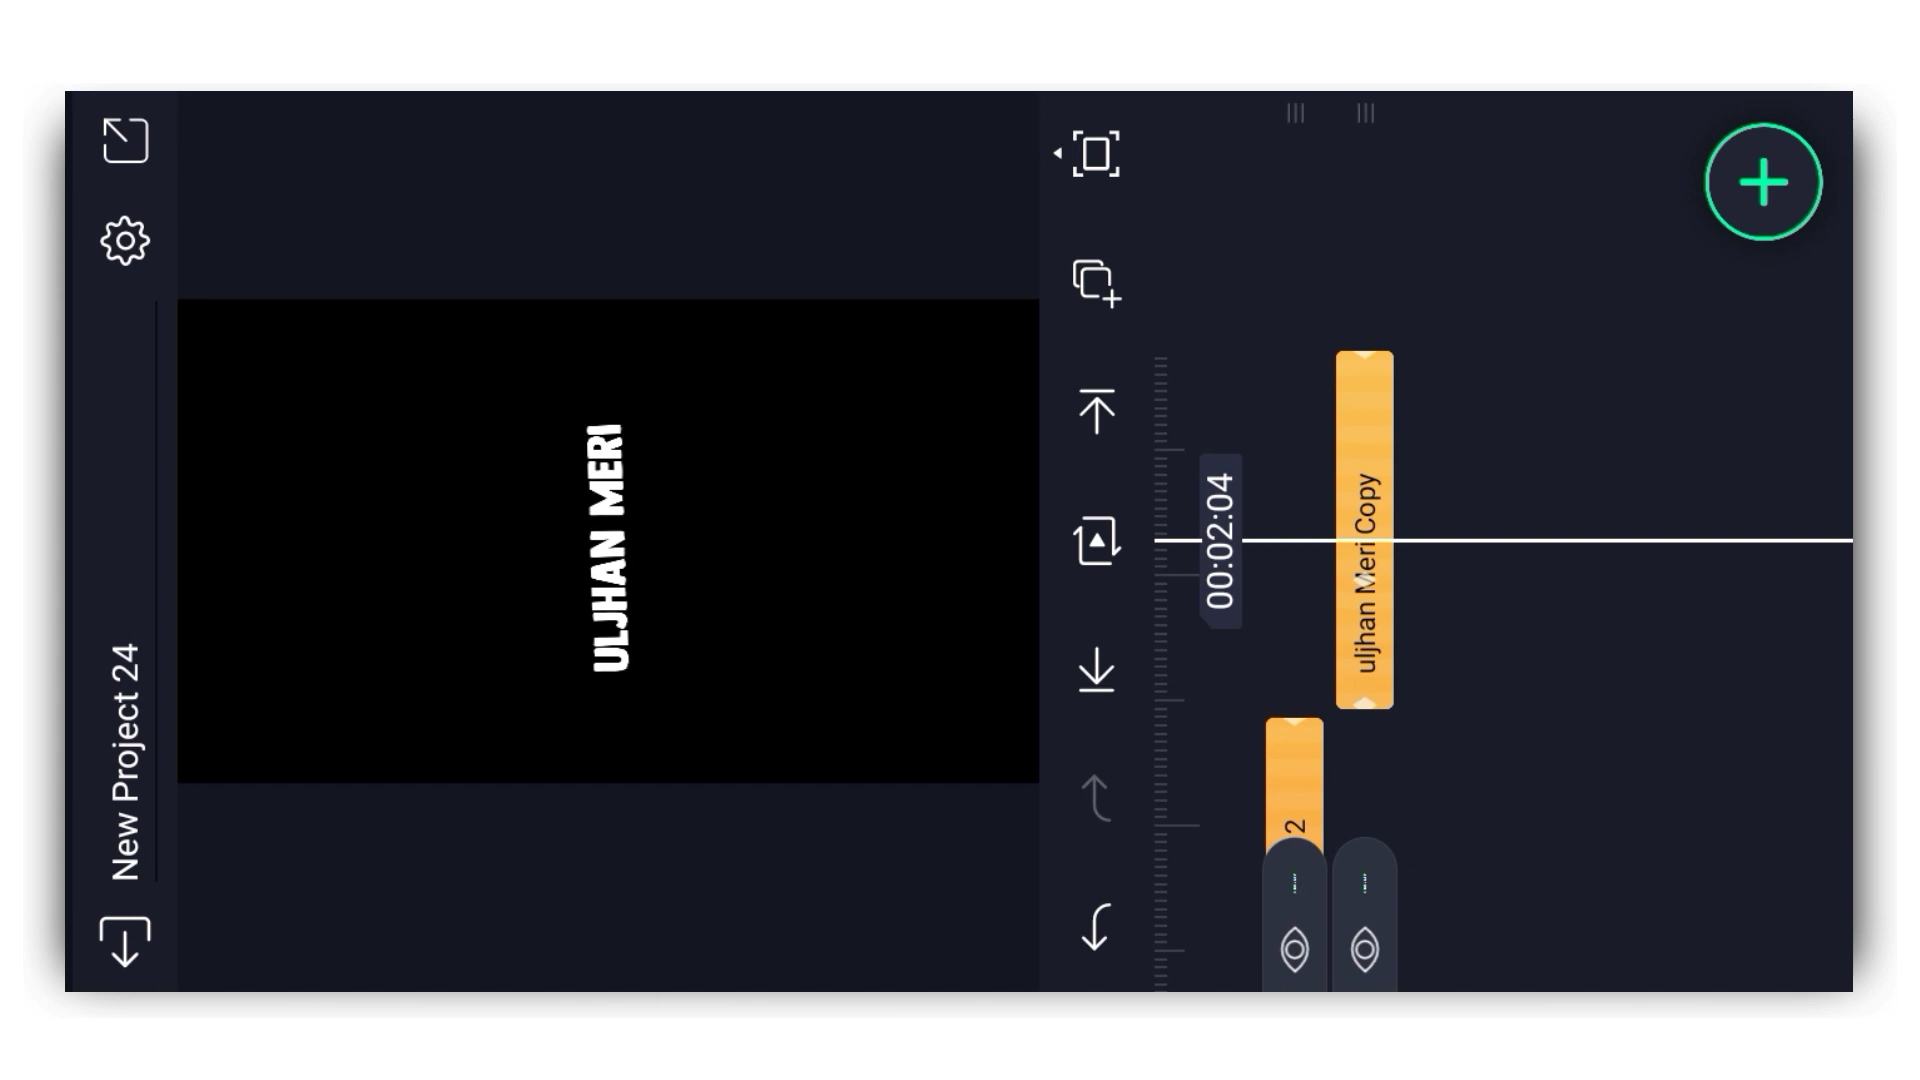 New Project 24
ULJHAN MERI
00:02:04
2
uljhan Meri Copy